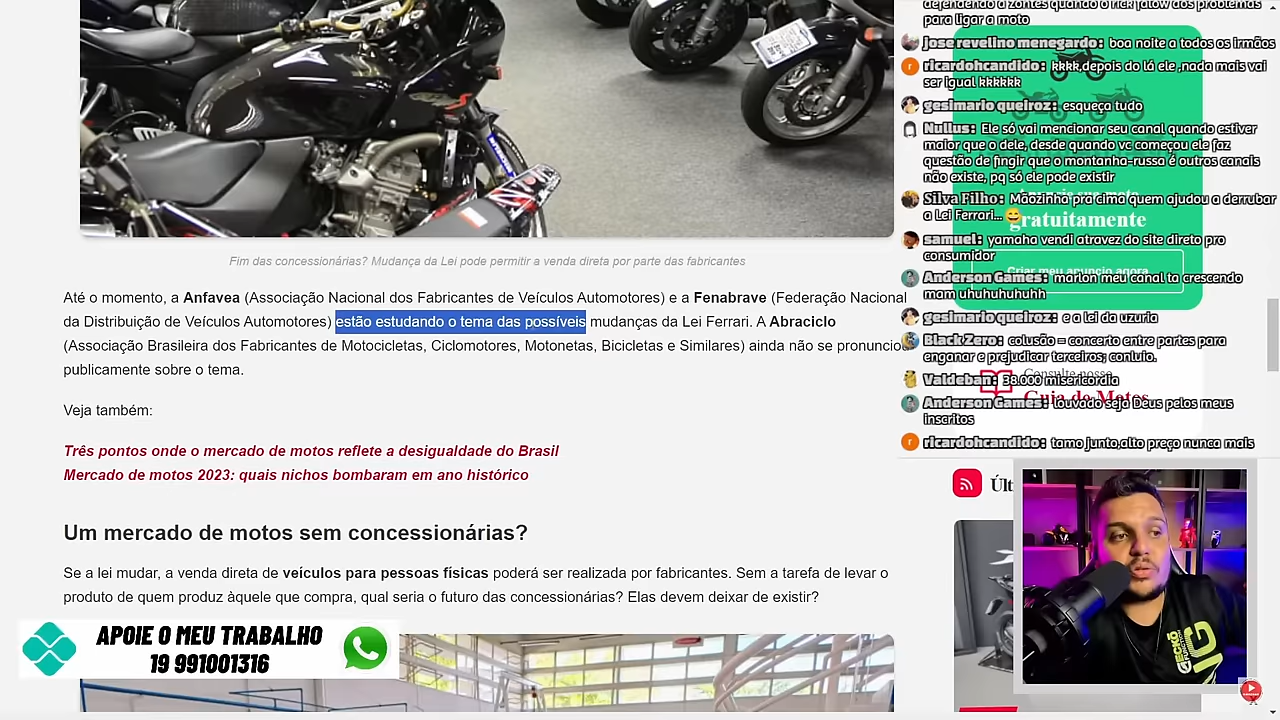 Fim das concessionárias? Mudança da Lei pode permitir a venda direta por parte das fabricantes
Até o momento, a Anfavea (Associação Nacional dos Fabricantes de Veículos Automotores) e a Fenabrave (Federação Nacional
da Distribuição de Veículos Automotores) estão estudando o tema das possíveis mudanças da Lei Ferrari. A Abraciclo
(Associação Brasileira dos Fabricantes de Motocicletas, Ciclomotores, Motonetas, Bicicletas e Similares) ainda não se pronunciou
publicamente sobre o tema.
Veja também:
Três pontos onde o mercado de motos reflete a desigualdade do Brasil
Mercado de motos 2023: quais nichos bombaram em ano histórico
Um mercado de motos sem concessionárias?
Se a lei mudar, a venda direta de veiculos para pessoas físicas poderá ser realizada por fabricantes. Sem a tarefa de levar o
produto de quem produz àquele que compra, qual seria o futuro das concessionárias? Elas devem deixar de existir?
APOIE O MEU TRABALHO
19 991001316
defendendo a zontes quando o rick falow dos problemas
para ligar a moto
jose revelino menegardo: boa noite a todos os irmãos
ricardohcandido: kkkk,depois do lá ele ,nada mais vai
ser igual kkkkkk
gesimario queiroz: esqueça tudo
Nullus: Ele só vai mencionar seu canal quando estiver
maior que o dele, desde quando vc começou ele faz
questão de fingir que o montanha-russa é outros canais
não existe, pq só ele pode existir
Silva Filho: Mãozinha pra cima quem ajudou a derrubar
a Lei Ferrari...
gratuitamente
samuel: yamaha vendi atravez do site direto pro
consumidor
Criar meu anuncio agora
Anderson Games: marlon meu canal ta crescendo
mam uhuhuhuhuhh
gesimario queiroz: e a lei da uzuria
Black Zero: colusão = concerto entre partes para
enganar e prejudicar terceiros; conluio.
Consulte nosso
Valdeban: 38.000 misericordia
Guia de Motos
Anderson Games: louvado seja Deus pelos meus
inscritos
ricardohcandido: tamo junto,alto preço nunca mais
Últ